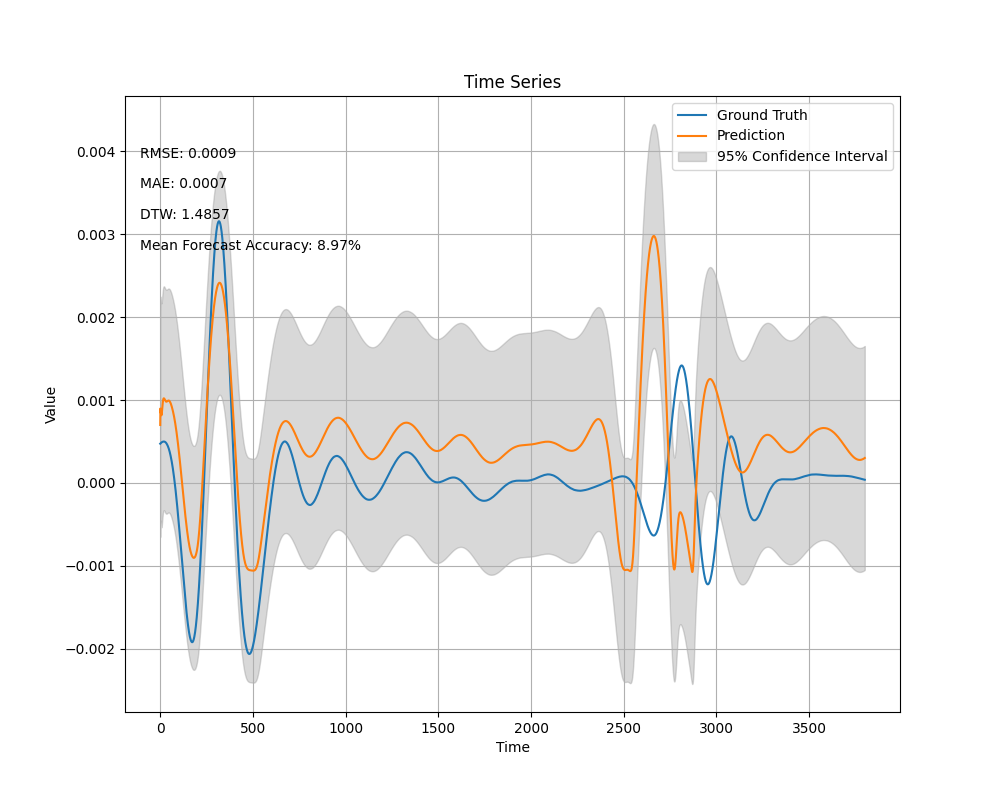 Time Series
Ground Truth
Prediction
95% Confidence Interval
RMSE: 0.0009
MAE: 0.0007
DTW: 1.4857
Mean Forecast Accuracy: 8.97%
Value
0.004
0.003
0.002
0.001
0.000
−0.001
−0.002
0 500 1000 1500 2000 2500 3000 3500
Time